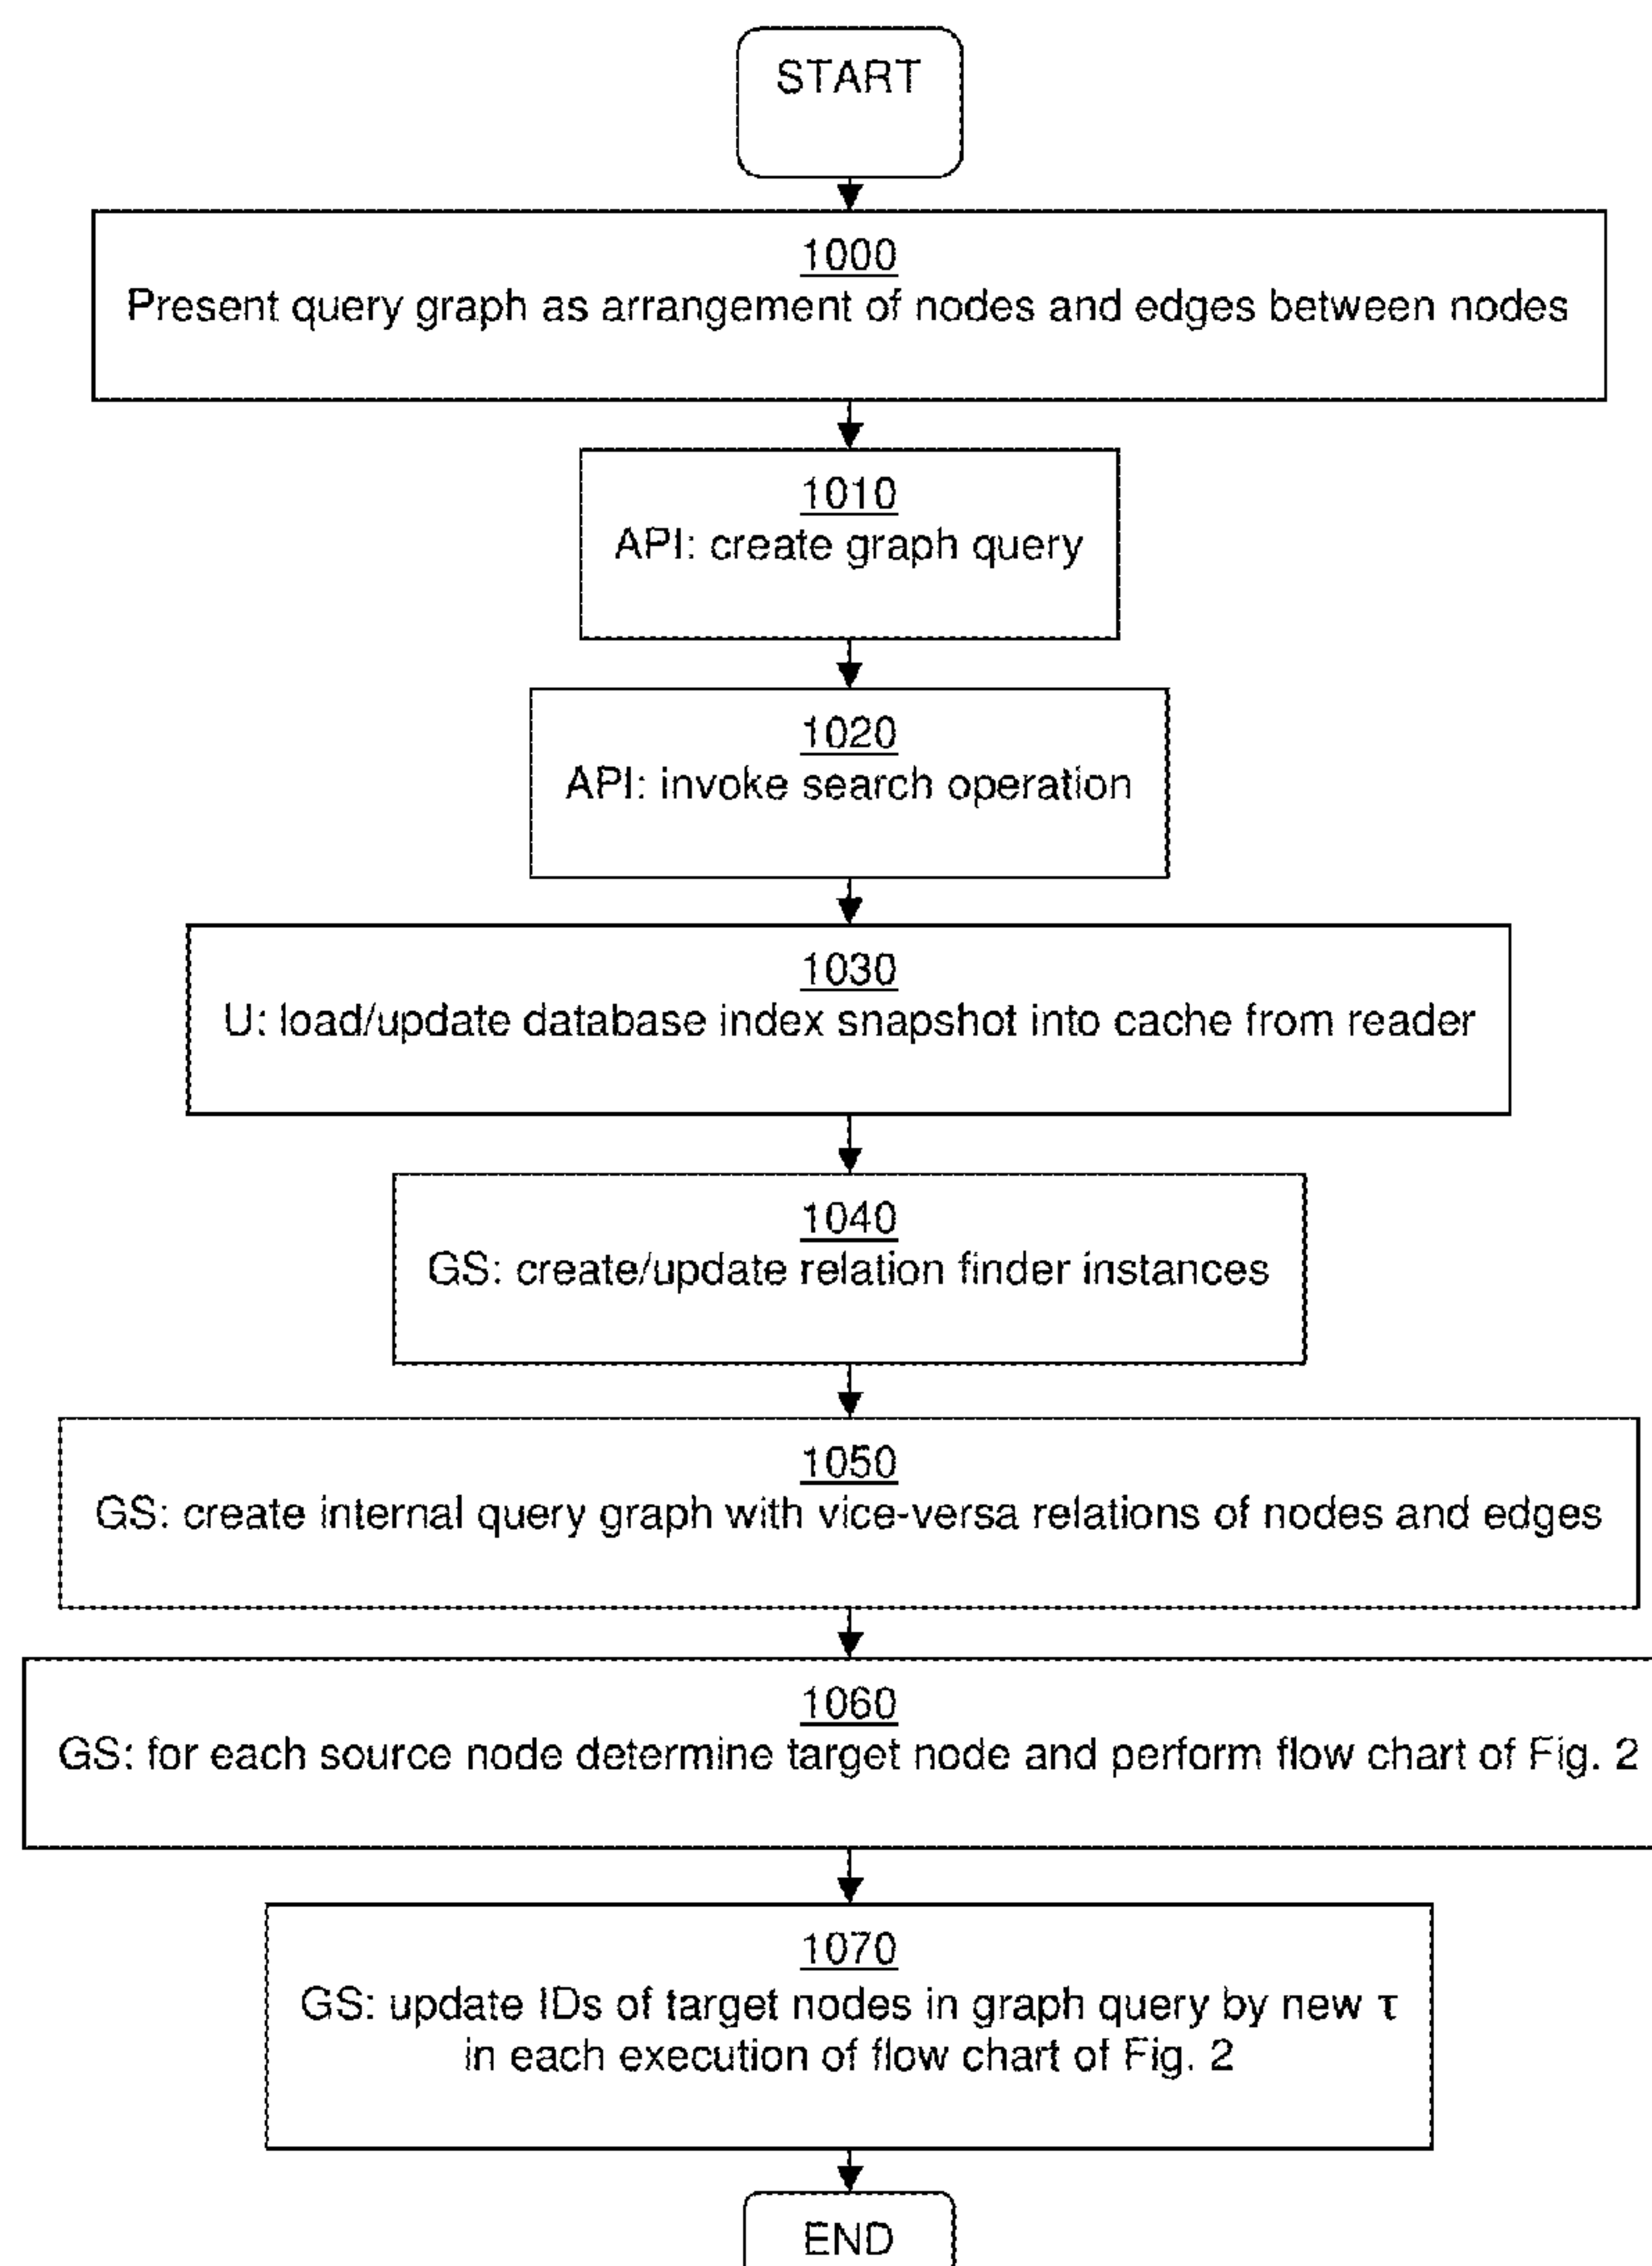 START
1000
Present query graph as arrangement of nodes and edges between nodes
1010
API: create graph query
1020
API: invoke search operation
1030
U: load/update database index snapshot into cache from reader
1040
GS: create/update relation finder instances
1050
GS: create internal query graph with vice-versa relations of nodes and edges
1060
GS: for each source node determine target node and perform flow chart of Fig. 2
1070
GS: update IDs of target nodes in graph query by new τ
in each execution of flow chart of Fig. 2
END